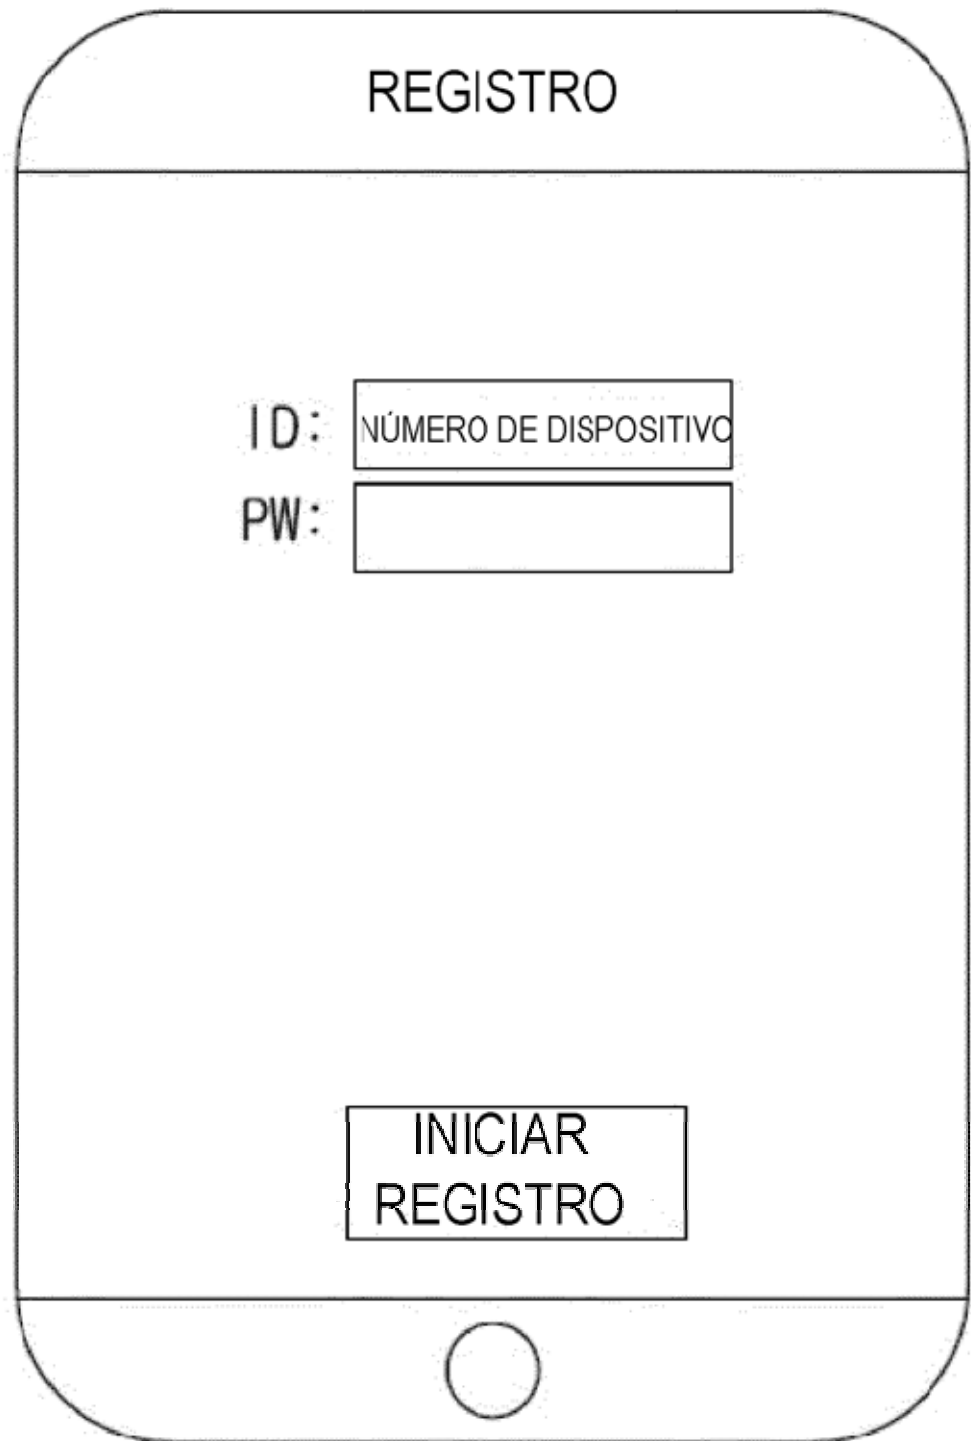 REGISTRO
ID: NÚMERO DE DISPOSITIVO
PW:
INICIAR
REGISTRO